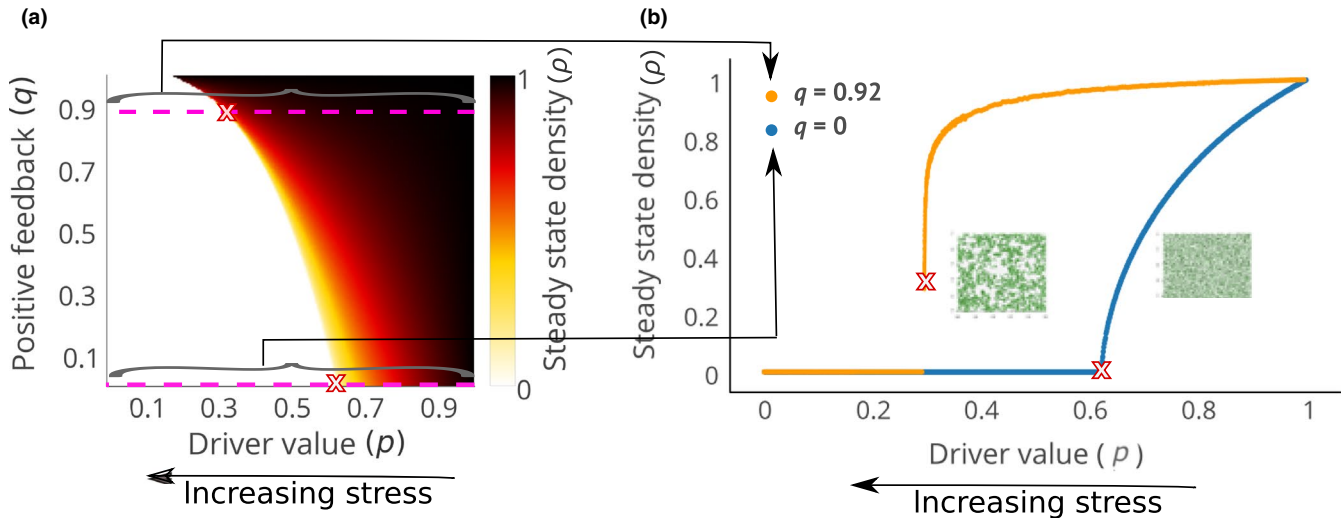 (a)
Positive feedback (q)
0.9
0.7
0.5
0.3
0.1
0.1
0.3
0.5
0.7
0.9
Driver value (p)
Increasing stress
1
0
Steady state density (ρ)
(b)
Steady state density (ρ)
1
0.8
0.6
0.4
0.2
0
q = 0.92
q = 0
0
0.2
0.4
0.6
0.8
1
Driver value ( p )
Increasing stress